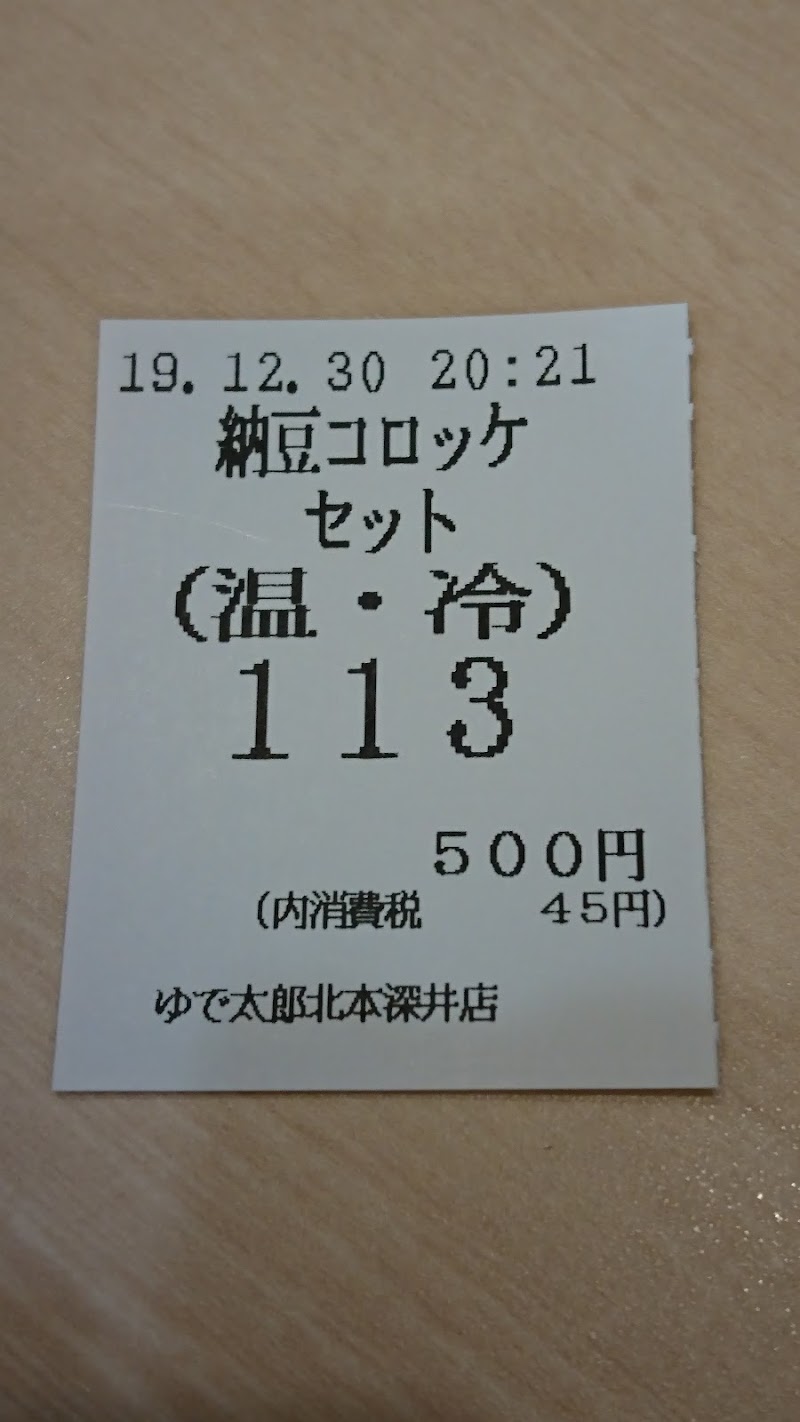 19.12.30 20:21
納豆コロッケ
セット
(温・冷)
113
500円
(内消費税 45円)
ゆで太郎北本深井店